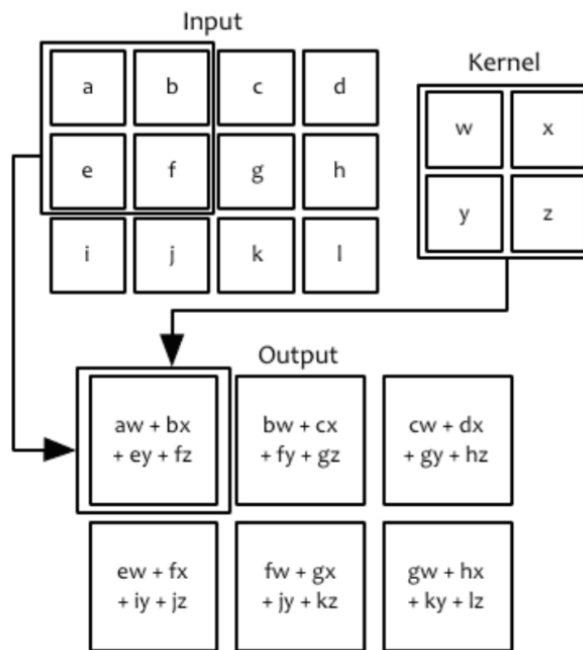 Input
Kernel
a b c d
w x
e f g h
y z
i j k l
Output
aw + bx
+ ey + fz
bw + cx
+ fy + gz
cw + dx
+ gy + hz
ew + fx
+ iy + jz
fw + gx
+ jy + kz
gw + hx
+ ky + lz